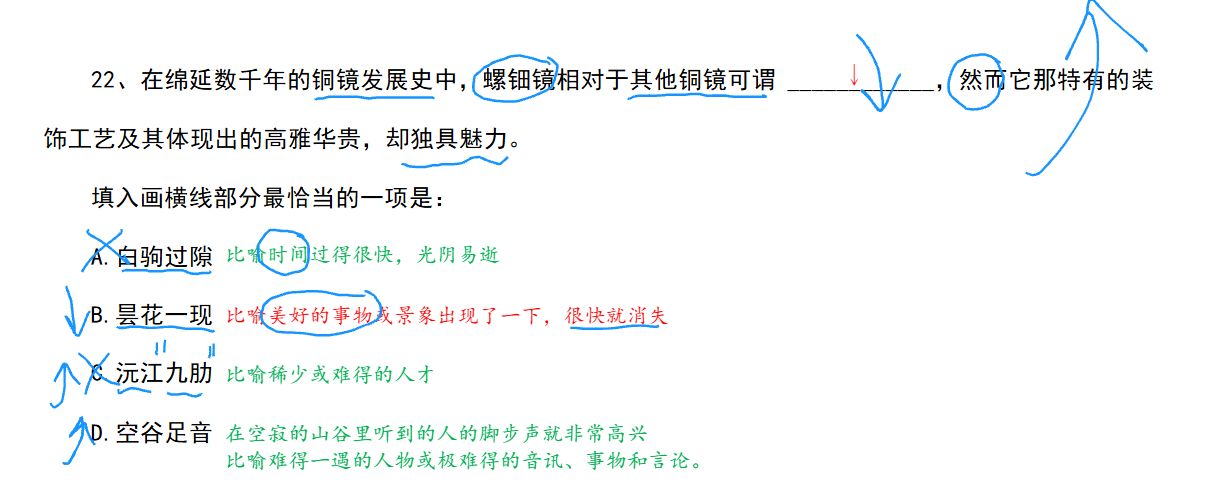 22、在绵延数千年的铜镜发展史中，螺钿镜相对于其他铜镜可谓 ____________，然而它那特有的装
饰工艺及其体现出的高雅华贵，却独具魅力。
填入画横线部分最恰当的一项是：
A.白驹过隙 比喻时间过得很快，光阴易逝
B.昙花一现 比喻美好的事物或景象出现了一下，很快就消失
C.沅江九肋 比喻稀少或难得的人才
D.空谷足音 在空寂的山谷里听到的人的脚步声就非常高兴
比喻难得一遇的人物或极难得的音讯、事物和言论。